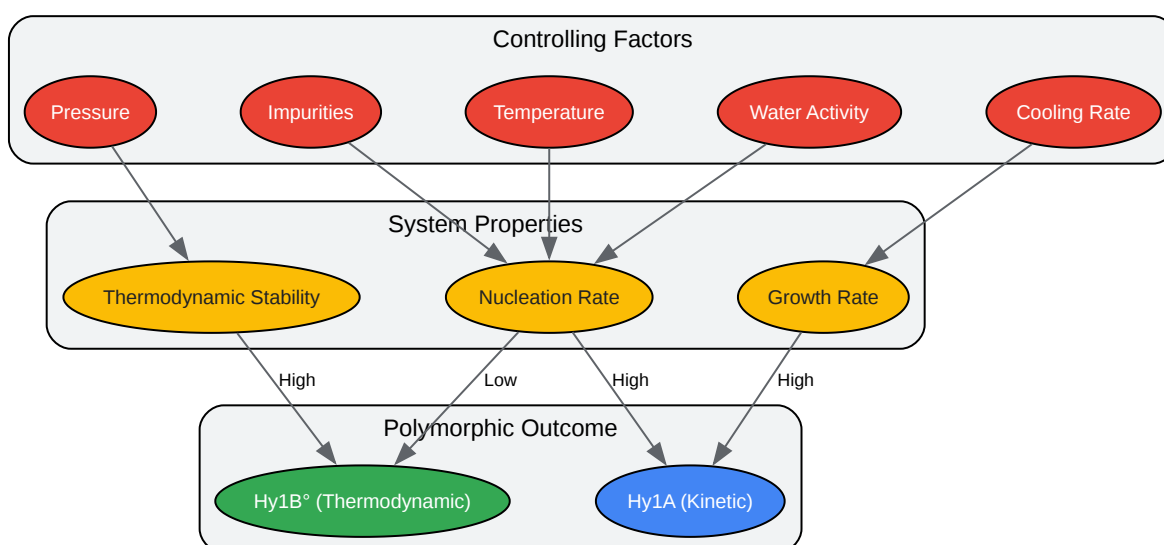 Controlling Factors
Pressure
Impurities
Temperature
Water Activity
Cooling Rate
System Properties
Thermodynamic Stability
Nucleation Rate
Growth Rate
High
Low
High
High
Polymorphic Outcome
Hy1B° (Thermodynamic)
Hy1A (Kinetic)